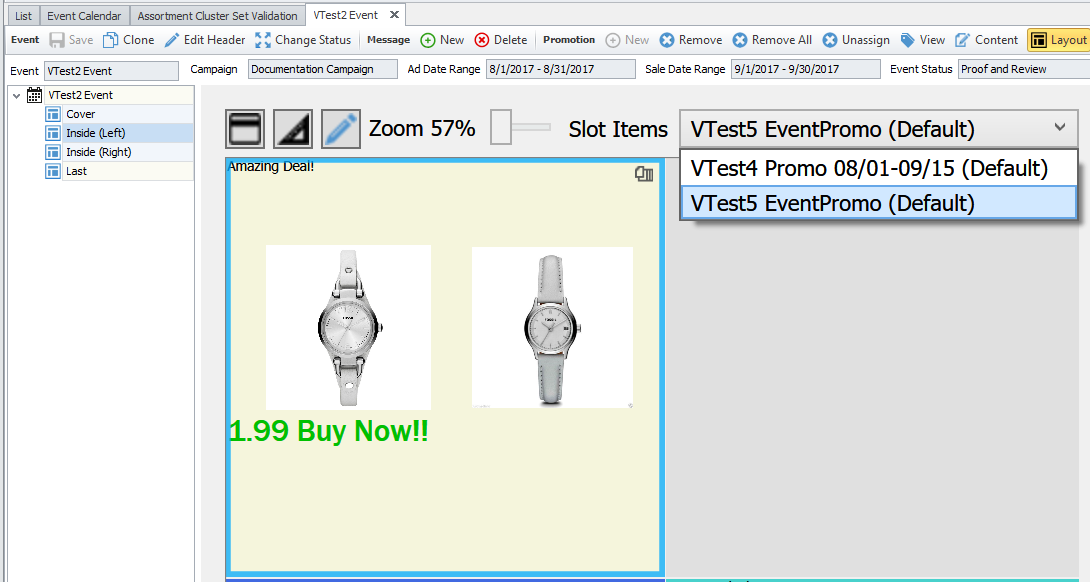 List Event Calendar Assortment Cluster Set Validation VTest2 Event
Event Save Clone Edit Header Change Status Message New Delete Promotion New Remove Remove All Unassign View Content Layout
Event VTest2 Event Campaign Documentation Campaign Ad Date Range 8/1/2017 - 8/31/2017 Sale Date Range 9/1/2017 - 9/30/2017 Event Status Proof and Review
VTest2 Event
Cover
Inside (Left)
Inside (Right)
Last
Zoom 57% Slot Items VTest5 EventPromo (Default)
VTest4 Promo 08/01-09/15 (Default)
VTest5 EventPromo (Default)
Amazing Deal!
FOSSIL
1.99 Buy Now!!